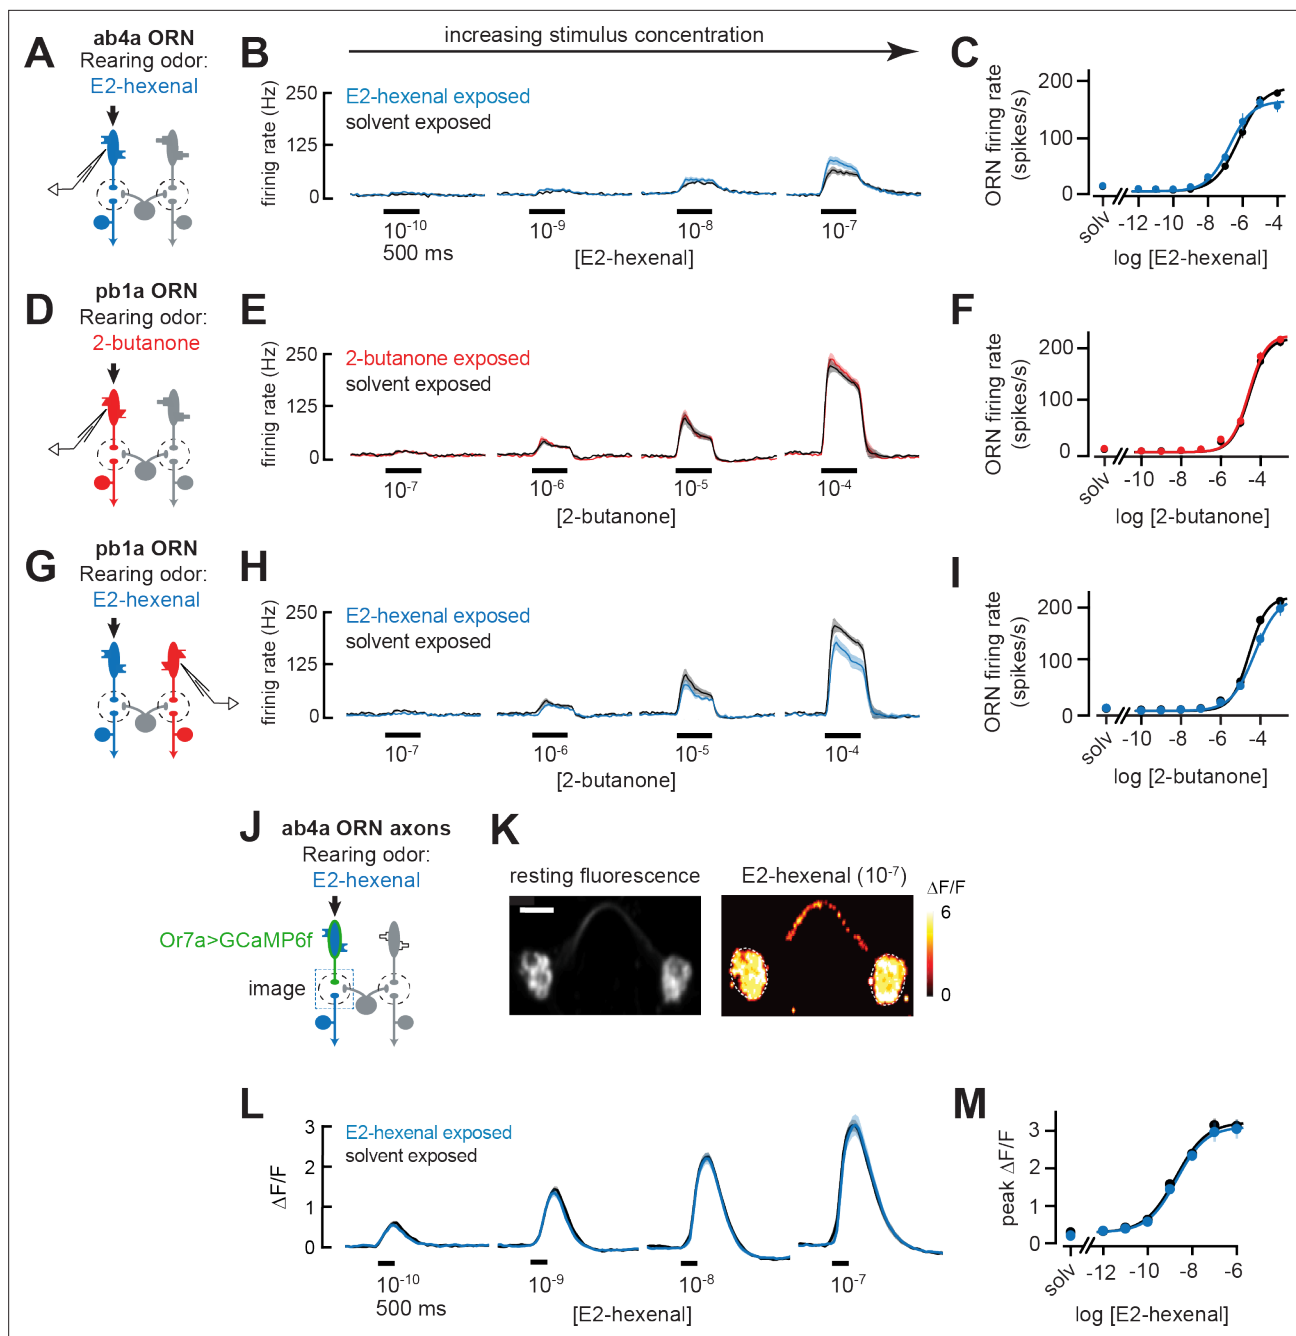 A
ab4a ORN
Rearing odor:
E2-hexenal
B
increasing stimulus concentration
firinig rate (Hz)
250
125
0
E2-hexenal exposed
solvent exposed
10-10
10-9
10-8
10-7
500 ms
[E2-hexenal]
C
ORN firing rate
(spikes/s)
200
100
0
solv
-12
-10
-8
-6
-4
log [E2-hexenal]
D
pb1a ORN
Rearing odor:
2-butanone
E
firinig rate (Hz)
250
125
0
2-butanone exposed
solvent exposed
10-7
10-6
10-5
10-4
[2-butanone]
F
ORN firing rate
(spikes/s)
200
100
0
solv
-10
-8
-6
-4
log [2-butanone]
G
pb1a ORN
Rearing odor:
E2-hexenal
H
firinig rate (Hz)
250
125
0
E2-hexenal exposed
solvent exposed
10-7
10-6
10-5
10-4
[2-butanone]
I
ORN firing rate
(spikes/s)
200
100
0
solv
-10
-8
-6
-4
log [2-butanone]
J
ab4a ORN axons
Rearing odor:
E2-hexenal
Or7a>GCaMP6f
image
K
resting fluorescence
E2-hexenal (10-7)
ΔF/F
6
0
L
ΔF/F
3
2
1
0
E2-hexenal exposed
solvent exposed
10-10
10-9
10-8
10-7
500 ms
[E2-hexenal]
M
peak ΔF/F
3
2
1
0
solv
-12
-10
-8
-6
log [E2-hexenal]